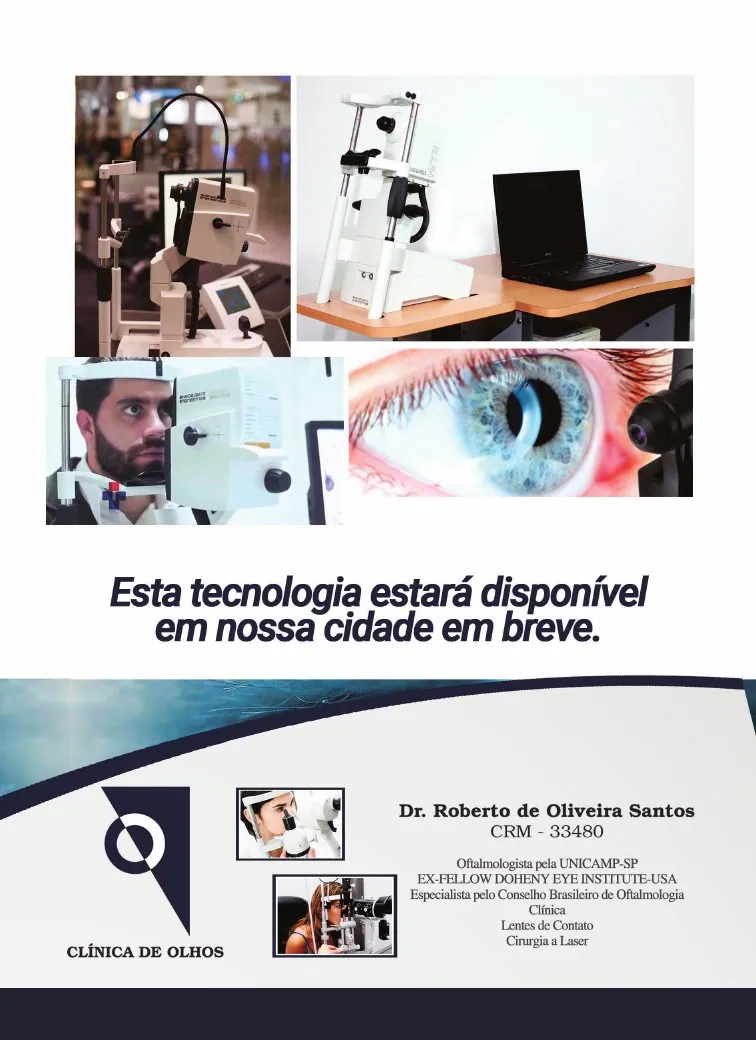 Esta tecnologia estará disponível
em nossa cidade em breve.
CLÍNICA DE OLHOS
Dr. Roberto de Oliveira Santos
CRM - 33480
Oftalmologista pela UNICAMP-SP
EX-FELLOW DOHENY EYE INSTITUTE-USA
Especialista pelo Conselho Brasileiro de Oftalmologia
Clínica
Lentes de Contato
Cirurgia a Laser